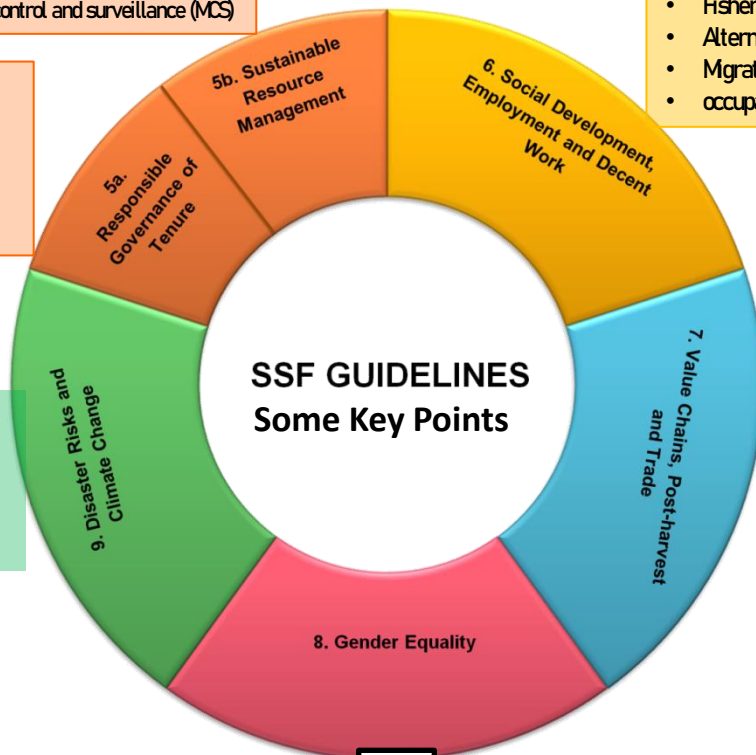 control and surveillance (MCS)
• Fisher
• Altern
• Migrat
• occupa
5b. Sustainable
Resource
Management
6. Social Development,
Employment and Decent
Work
5a.
Responsible
Governance of
Tenure
SSF GUIDELINES
Some Key Points
7. Value Chains, Post-harvest
and Trade
9. Disaster Risks and
Climate Change
8. Gender Equality